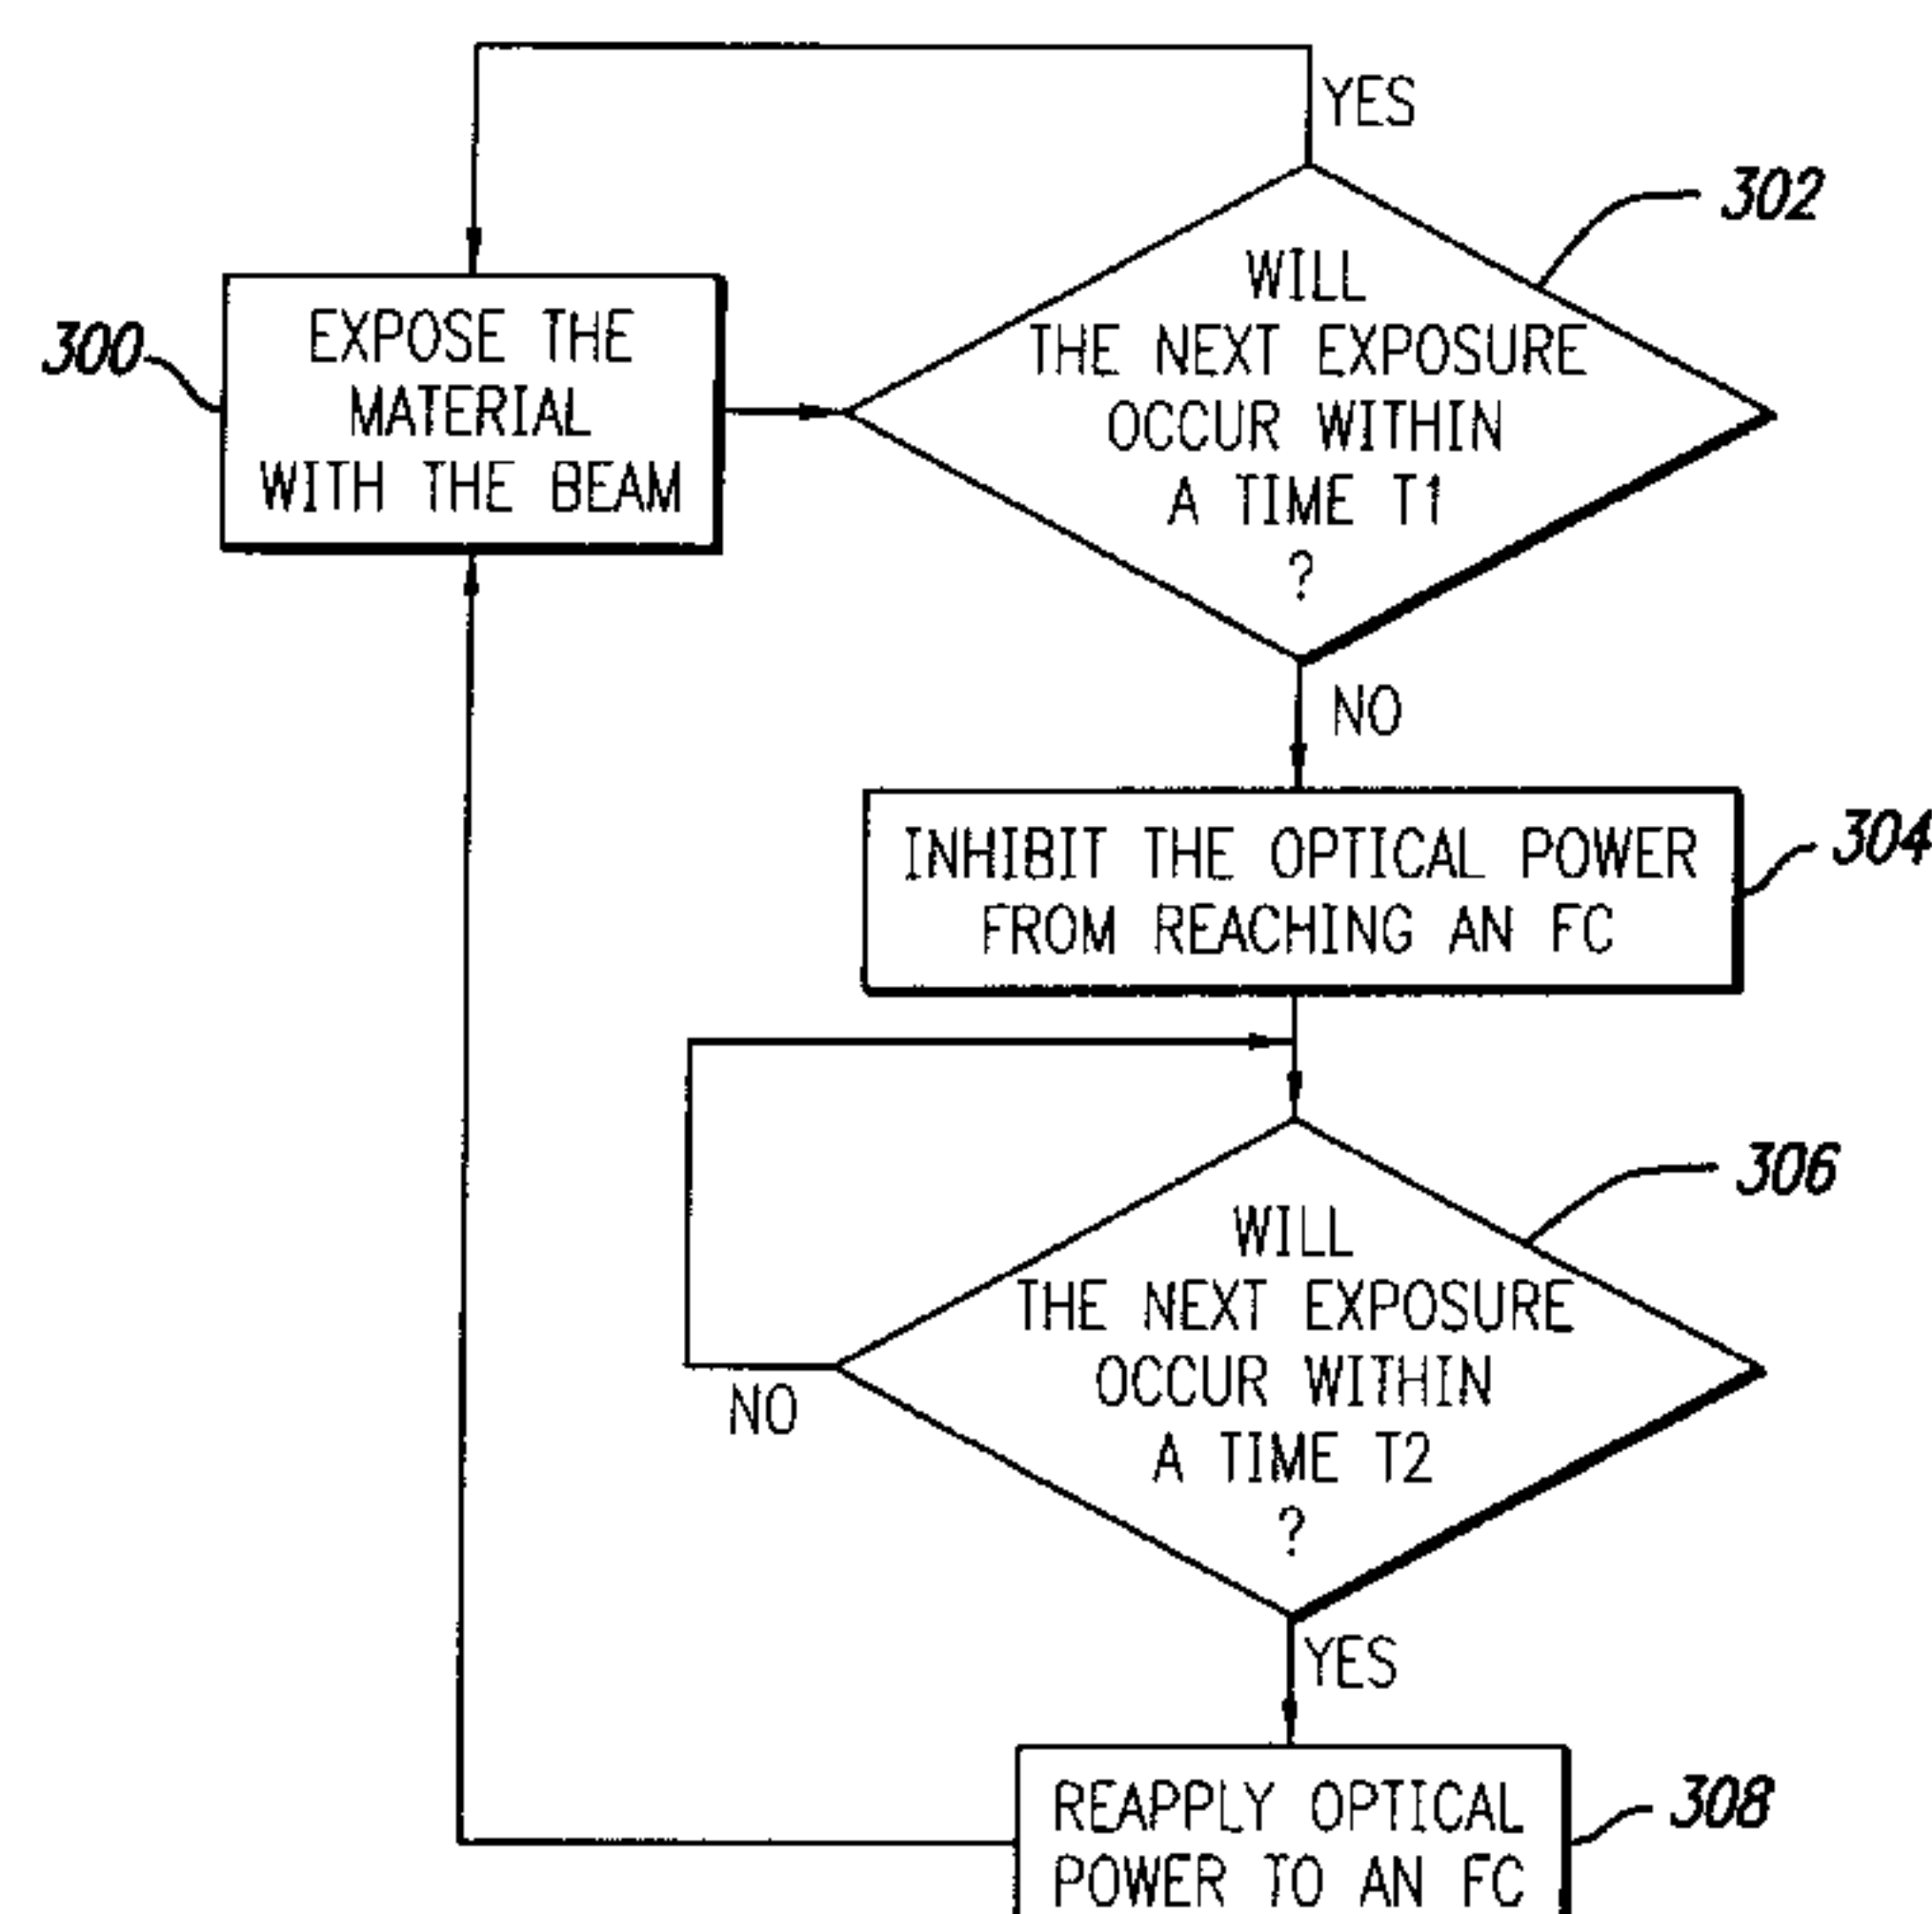 YES
302
300
EXPOSE THE
MATERIAL
WITH THE BEAM
WILL
THE NEXT EXPOSURE
OCCUR WITHIN
A TIME T1
?
NO
INHIBIT THE OPTICAL POWER
FROM REACHING AN FC
304
306
WILL
THE NEXT EXPOSURE
OCCUR WITHIN
A TIME T2
?
NO
YES
REAPPLY OPTICAL
POWER TO AN FC
308